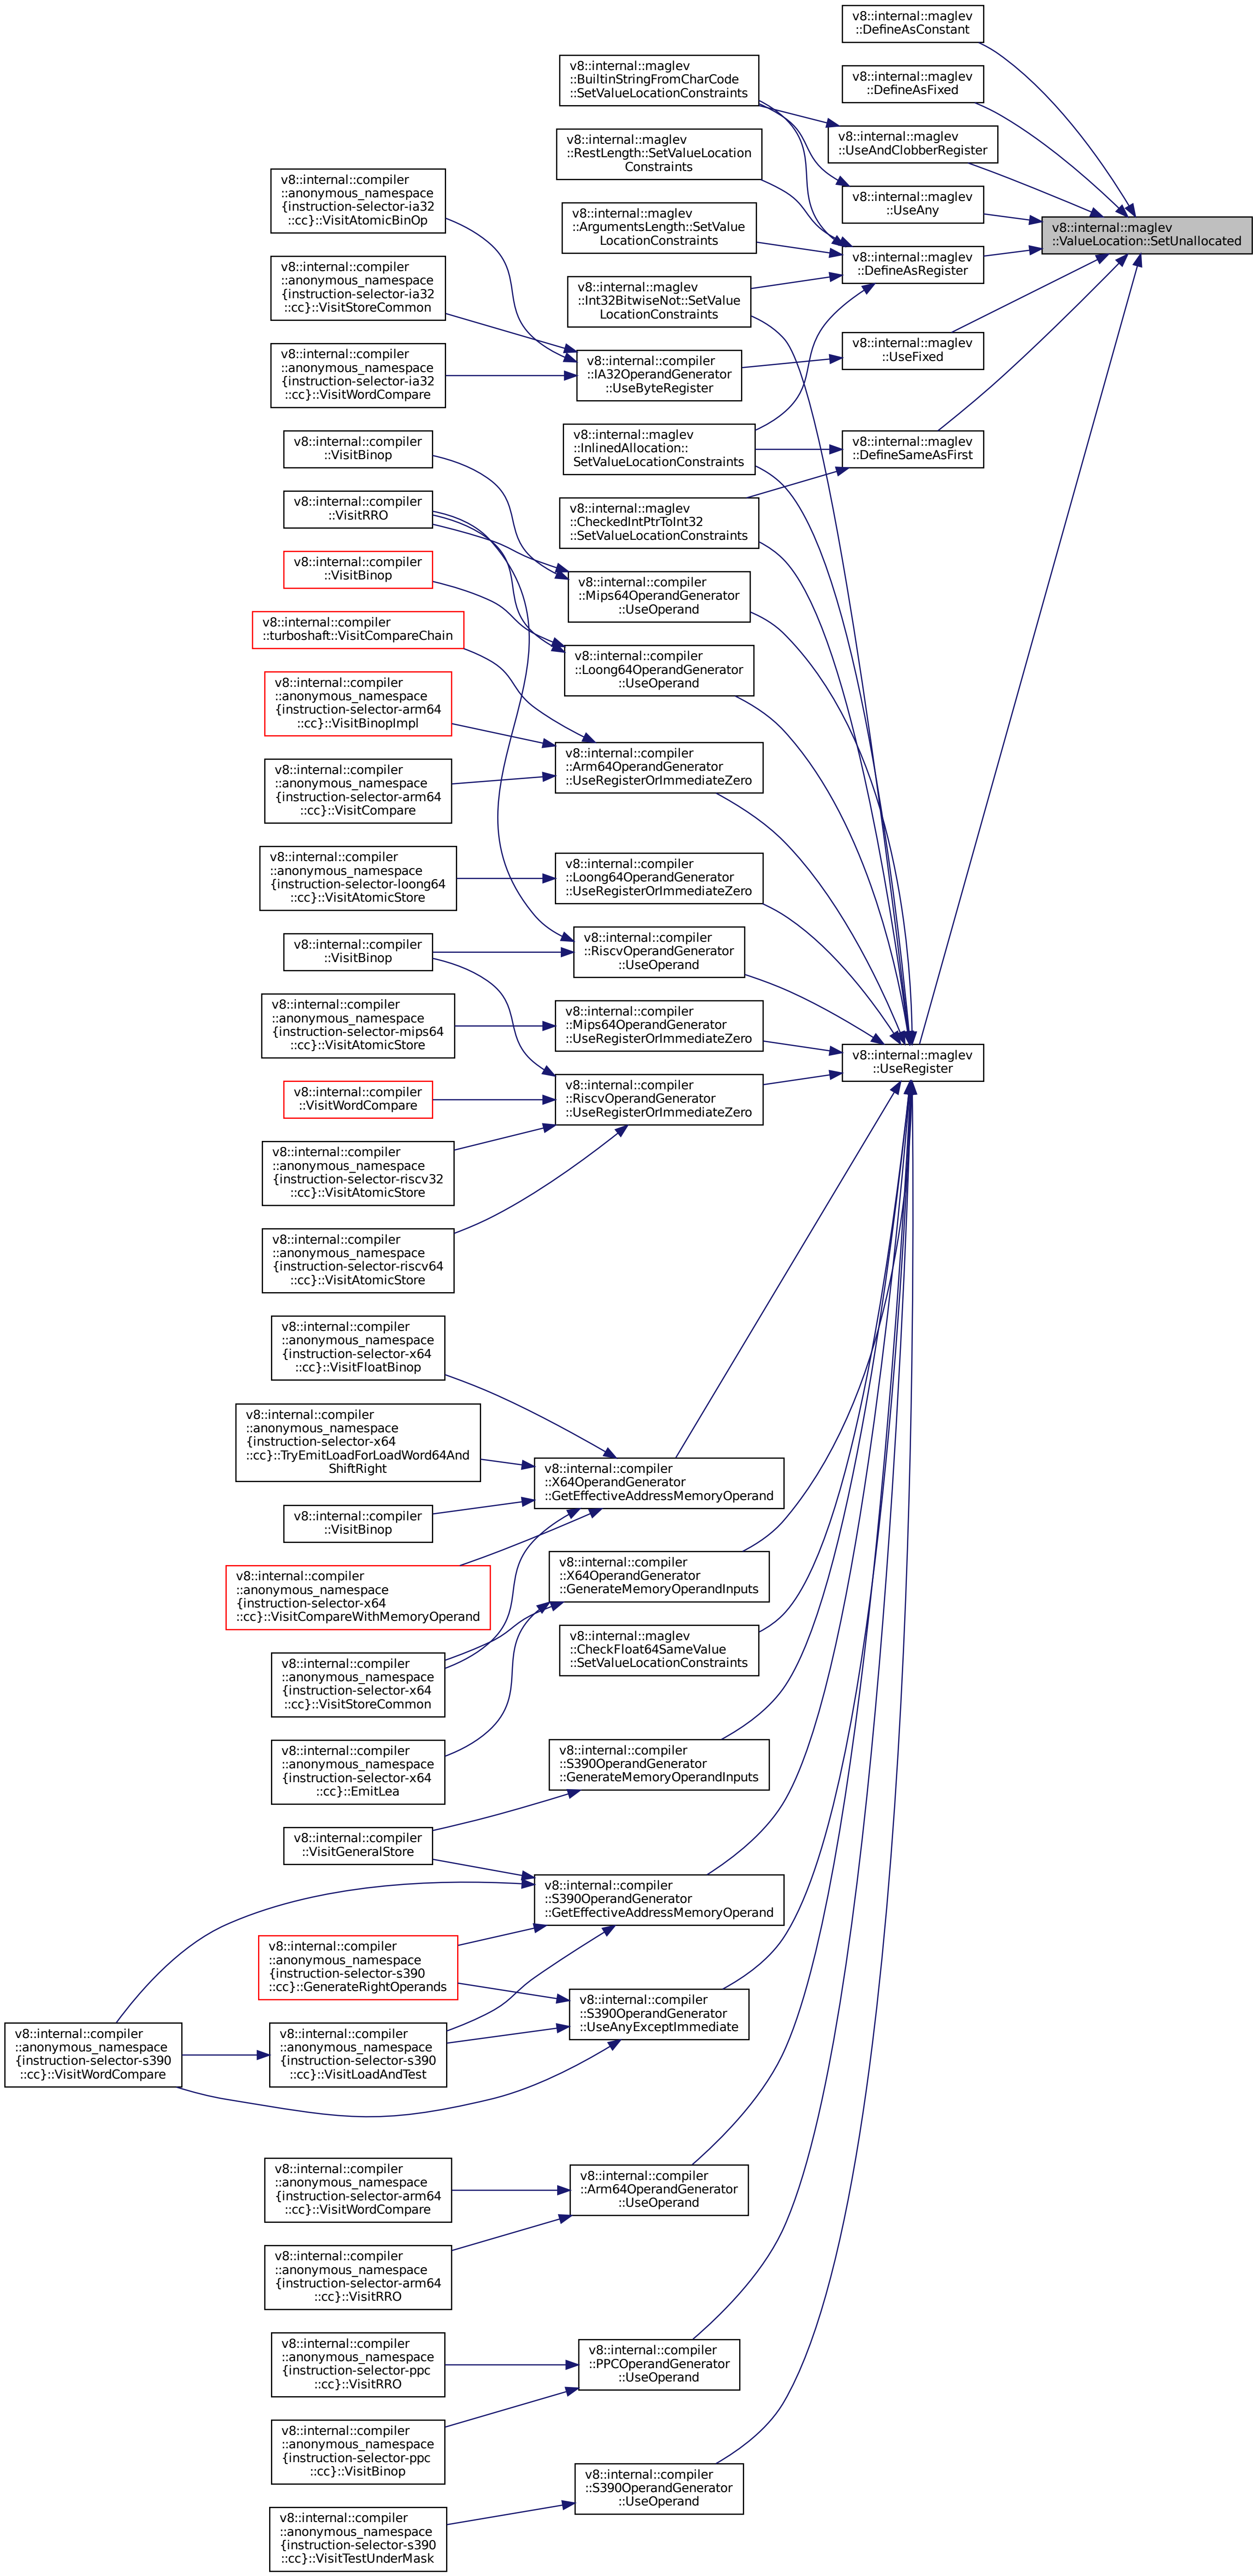 v8::internal::maglev
::DefineAsConstant
v8::internal::maglev
::BuiltinStringFromCharCode
::SetValueLocationConstraints
v8::internal::maglev
::DefineAsFixed
v8::internal::maglev
::UseAndClobberRegister
v8::internal::maglev
::RestLength::SetValueLocation
Constraints
v8::internal::compiler
::anonymous_namespace
{instruction-selector-ia32
::cc}::VisitAtomicBinOp
v8::internal::maglev
::UseAny
v8::internal::maglev
::ArgumentsLength::SetValue
LocationConstraints
v8::internal::maglev
::ValueLocation::SetUnallocated
v8::internal::maglev
::DefineAsRegister
v8::internal::compiler
::anonymous_namespace
{instruction-selector-ia32
::cc}::VisitStoreCommon
v8::internal::maglev
::Int32BitwiseNot::SetValue
LocationConstraints
v8::internal::maglev
::UseFixed
v8::internal::compiler
::anonymous_namespace
{instruction-selector-ia32
::cc}::VisitWordCompare
v8::internal::compiler
::IA32OperandGenerator
::UseByteRegister
v8::internal::compiler
::VisitBinop
v8::internal::maglev
::InlinedAllocation::
SetValueLocationConstraints
v8::internal::maglev
::DefineSameAsFirst
v8::internal::compiler
::VisitRRO
v8::internal::maglev
::CheckedIntPtrToInt32
::SetValueLocationConstraints
v8::internal::compiler
::VisitBinop
v8::internal::compiler
::Mips64OperandGenerator
::UseOperand
v8::internal::compiler
::turboshaft::VisitCompareChain
v8::internal::compiler
::Loong64OperandGenerator
::UseOperand
v8::internal::compiler
::anonymous_namespace
{instruction-selector-arm64
::cc}::VisitBinopImpl
v8::internal::compiler
::Arm64OperandGenerator
::UseRegisterOrImmediateZero
v8::internal::compiler
::anonymous_namespace
{instruction-selector-arm64
::cc}::VisitCompare
v8::internal::compiler
::anonymous_namespace
{instruction-selector-loong64
::cc}::VisitAtomicStore
v8::internal::compiler
::Loong64OperandGenerator
::UseRegisterOrImmediateZero
v8::internal::compiler
::VisitBinop
v8::internal::compiler
::RiscvOperandGenerator
::UseOperand
v8::internal::compiler
::anonymous_namespace
{instruction-selector-mips64
::cc}::VisitAtomicStore
v8::internal::compiler
::Mips64OperandGenerator
::UseRegisterOrImmediateZero
v8::internal::maglev
::UseRegister
v8::internal::compiler
::VisitWordCompare
v8::internal::compiler
::RiscvOperandGenerator
::UseRegisterOrImmediateZero
v8::internal::compiler
::anonymous_namespace
{instruction-selector-riscv32
::cc}::VisitAtomicStore
v8::internal::compiler
::anonymous_namespace
{instruction-selector-riscv64
::cc}::VisitAtomicStore
v8::internal::compiler
::anonymous_namespace
{instruction-selector-x64
::cc}::VisitFloatBinop
v8::internal::compiler
::anonymous_namespace
{instruction-selector-x64
::cc}::TryEmitLoadForLoadWord64And
ShiftRight
v8::internal::compiler
::X64OperandGenerator
::GetEffectiveAddressMemoryOperand
v8::internal::compiler
::VisitBinop
v8::internal::compiler
::anonymous_namespace
{instruction-selector-x64
::cc}::VisitCompareWithMemoryOperand
v8::internal::compiler
::X64OperandGenerator
::GenerateMemoryOperandInputs
v8::internal::maglev
::CheckFloat64SameValue
::SetValueLocationConstraints
v8::internal::compiler
::anonymous_namespace
{instruction-selector-x64
::cc}::VisitStoreCommon
v8::internal::compiler
::anonymous_namespace
{instruction-selector-x64
::cc}::EmitLea
v8::internal::compiler
::S390OperandGenerator
::GenerateMemoryOperandInputs
v8::internal::compiler
::VisitGeneralStore
v8::internal::compiler
::S390OperandGenerator
::GetEffectiveAddressMemoryOperand
v8::internal::compiler
::anonymous_namespace
{instruction-selector-s390
::cc}::GenerateRightOperands
v8::internal::compiler
::S390OperandGenerator
::UseAnyExceptImmediate
v8::internal::compiler
::anonymous_namespace
{instruction-selector-s390
::cc}::VisitWordCompare
v8::internal::compiler
::anonymous_namespace
{instruction-selector-s390
::cc}::VisitLoadAndTest
v8::internal::compiler
::anonymous_namespace
{instruction-selector-arm64
::cc}::VisitWordCompare
v8::internal::compiler
::Arm64OperandGenerator
::UseOperand
v8::internal::compiler
::anonymous_namespace
{instruction-selector-arm64
::cc}::VisitRRO
v8::internal::compiler
::anonymous_namespace
{instruction-selector-ppc
::cc}::VisitRRO
v8::internal::compiler
::PPCOperandGenerator
::UseOperand
v8::internal::compiler
::anonymous_namespace
{instruction-selector-ppc
::cc}::VisitBinop
v8::internal::compiler
::S390OperandGenerator
::UseOperand
v8::internal::compiler
::anonymous_namespace
{instruction-selector-s390
::cc}::VisitTestUnderMask